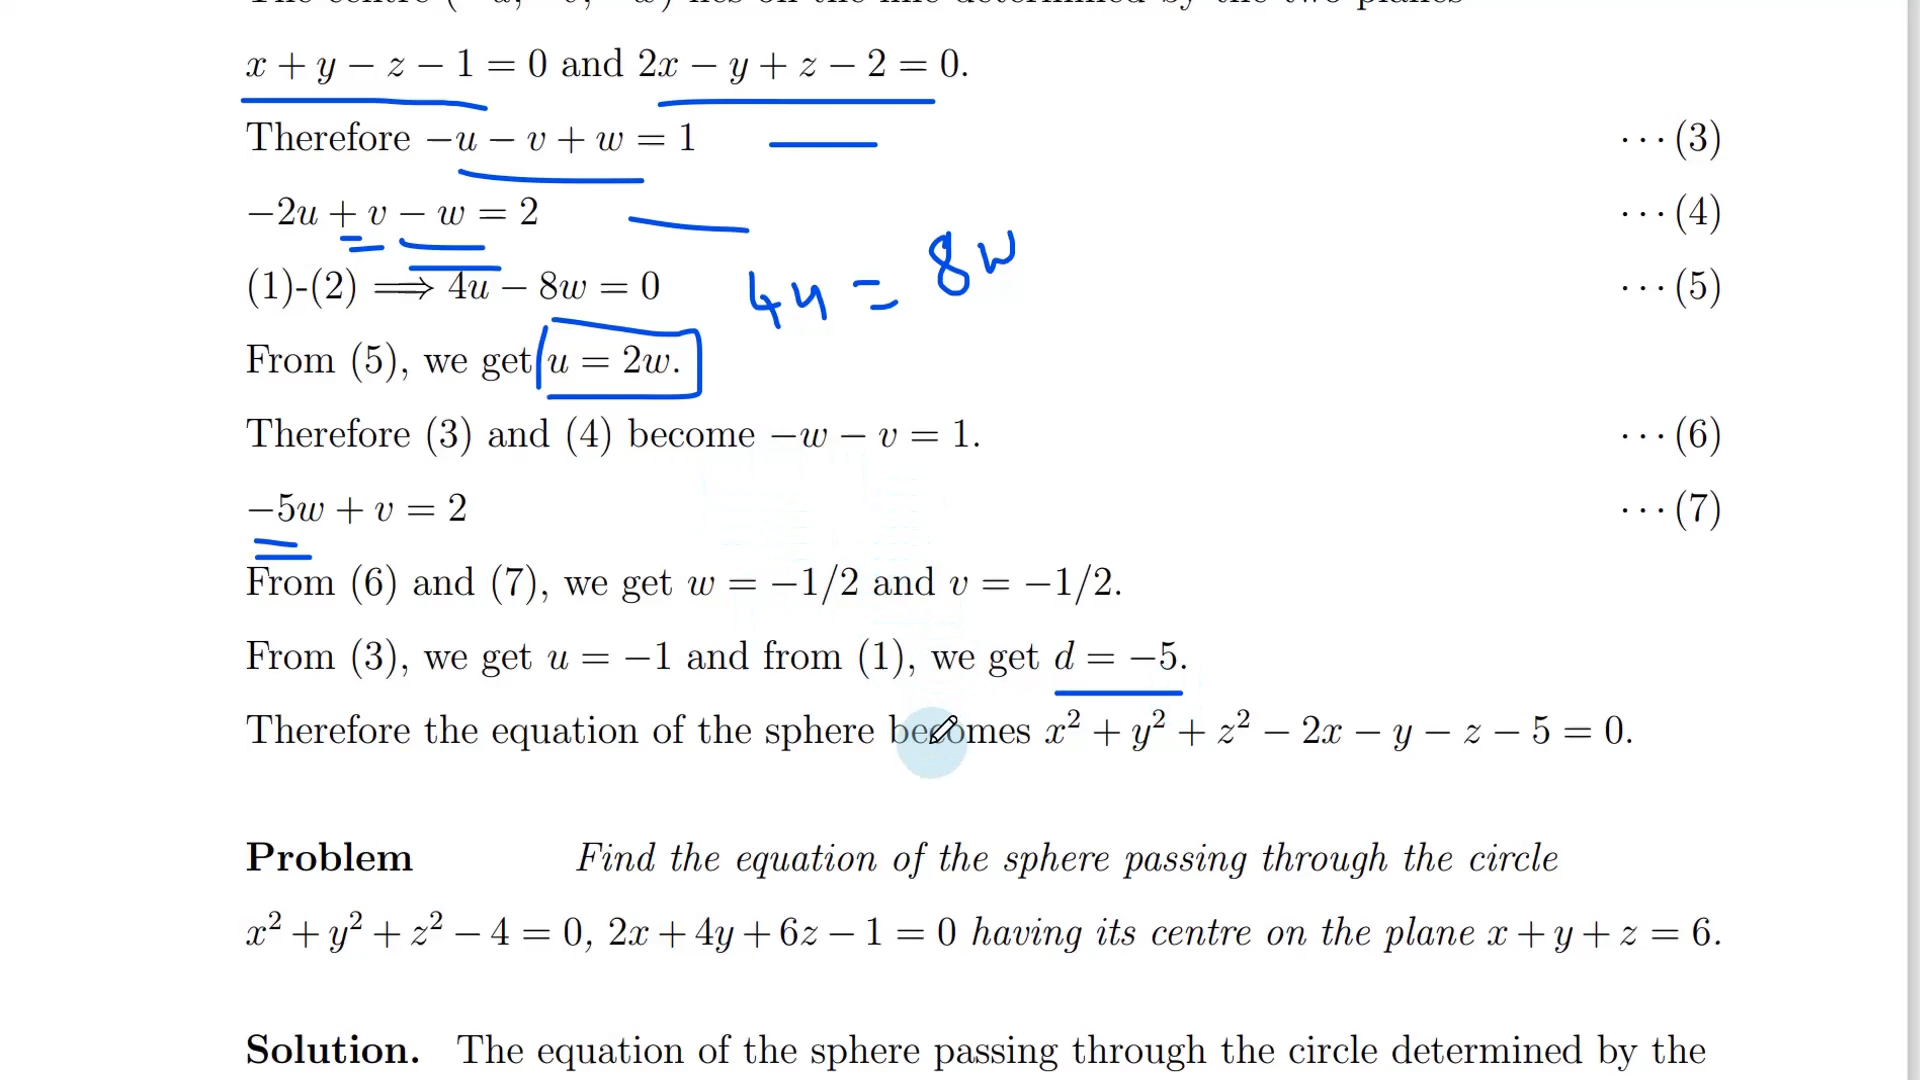 x + y − z − 1 = 0 and 2x − y + z − 2 = 0.
Therefore −u − v + w = 1 ⋯(3)
−2u + v − w = 2 ⋯(4)
(1)-(2) ⟹ 4u − 8w = 0 ⋯(5)
4u = 8w
From (5), we get u = 2w.
Therefore (3) and (4) become −w − v = 1. ⋯(6)
−5w + v = 2 ⋯(7)
From (6) and (7), we get w = −1/2 and v = −1/2.
From (3), we get u = −1 and from (1), we get d = −5.
Therefore the equation of the sphere becomes x² + y² + z² − 2x − y − z − 5 = 0.
Problem Find the equation of the sphere passing through the circle
x² + y² + z² − 4 = 0, 2x + 4y + 6z − 1 = 0 having its centre on the plane x + y + z = 6.
Solution. The equation of the sphere passing through the circle determined by the